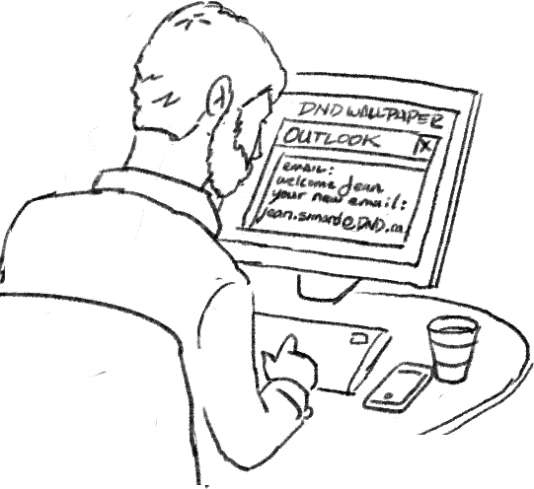 DND WALLPAPER
OUTLOOK X
email:
welcome Jean
your new email:
jean.simard@DND.ca